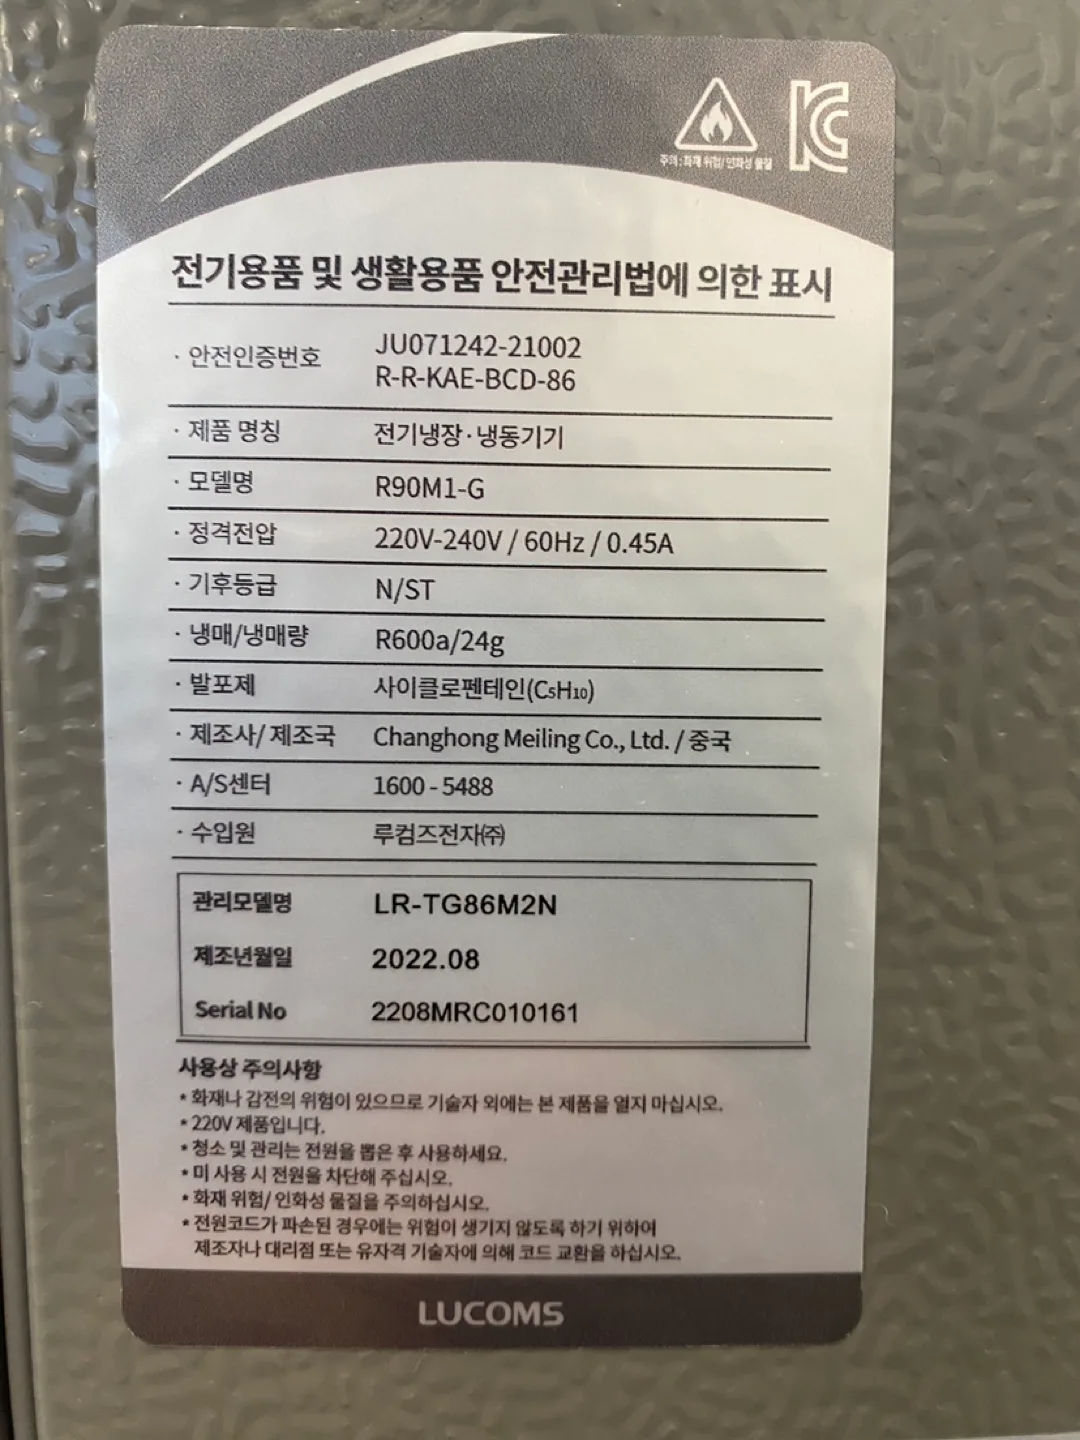 주의 : 화재 위험/ 인화성 물질
전기용품 및 생활용품 안전관리법에 의한 표시
· 안전인증번호 JU071242-21002
R-R-KAE-BCD-86
· 제품 명칭 전기냉장·냉동기기
· 모델명 R90M1-G
· 정격전압 220V-240V / 60Hz / 0.45A
· 기후등급 N/ST
· 냉매/냉매량 R600a/24g
· 발포제 사이클로펜테인(C₅H₁₀)
· 제조사/ 제조국 Changhong Meiling Co., Ltd. / 중국
· A/S센터 1600 - 5488
· 수입원 루컴즈전자㈜
관리모델명 LR-TG86M2N
제조년월일 2022.08
Serial No 2208MRC010161
사용상 주의사항
* 화재나 감전의 위험이 있으므로 기술자 외에는 본 제품을 열지 마십시오.
* 220V 제품입니다.
* 청소 및 관리는 전원을 뽑은 후 사용하세요.
* 미 사용 시 전원을 차단해 주십시오.
* 화재 위험/ 인화성 물질을 주의하십시오.
* 전원코드가 파손된 경우에는 위험이 생기지 않도록 하기 위하여
제조자나 대리점 또는 유자격 기술자에 의해 코드 교환을 하십시오.
LUCOMS